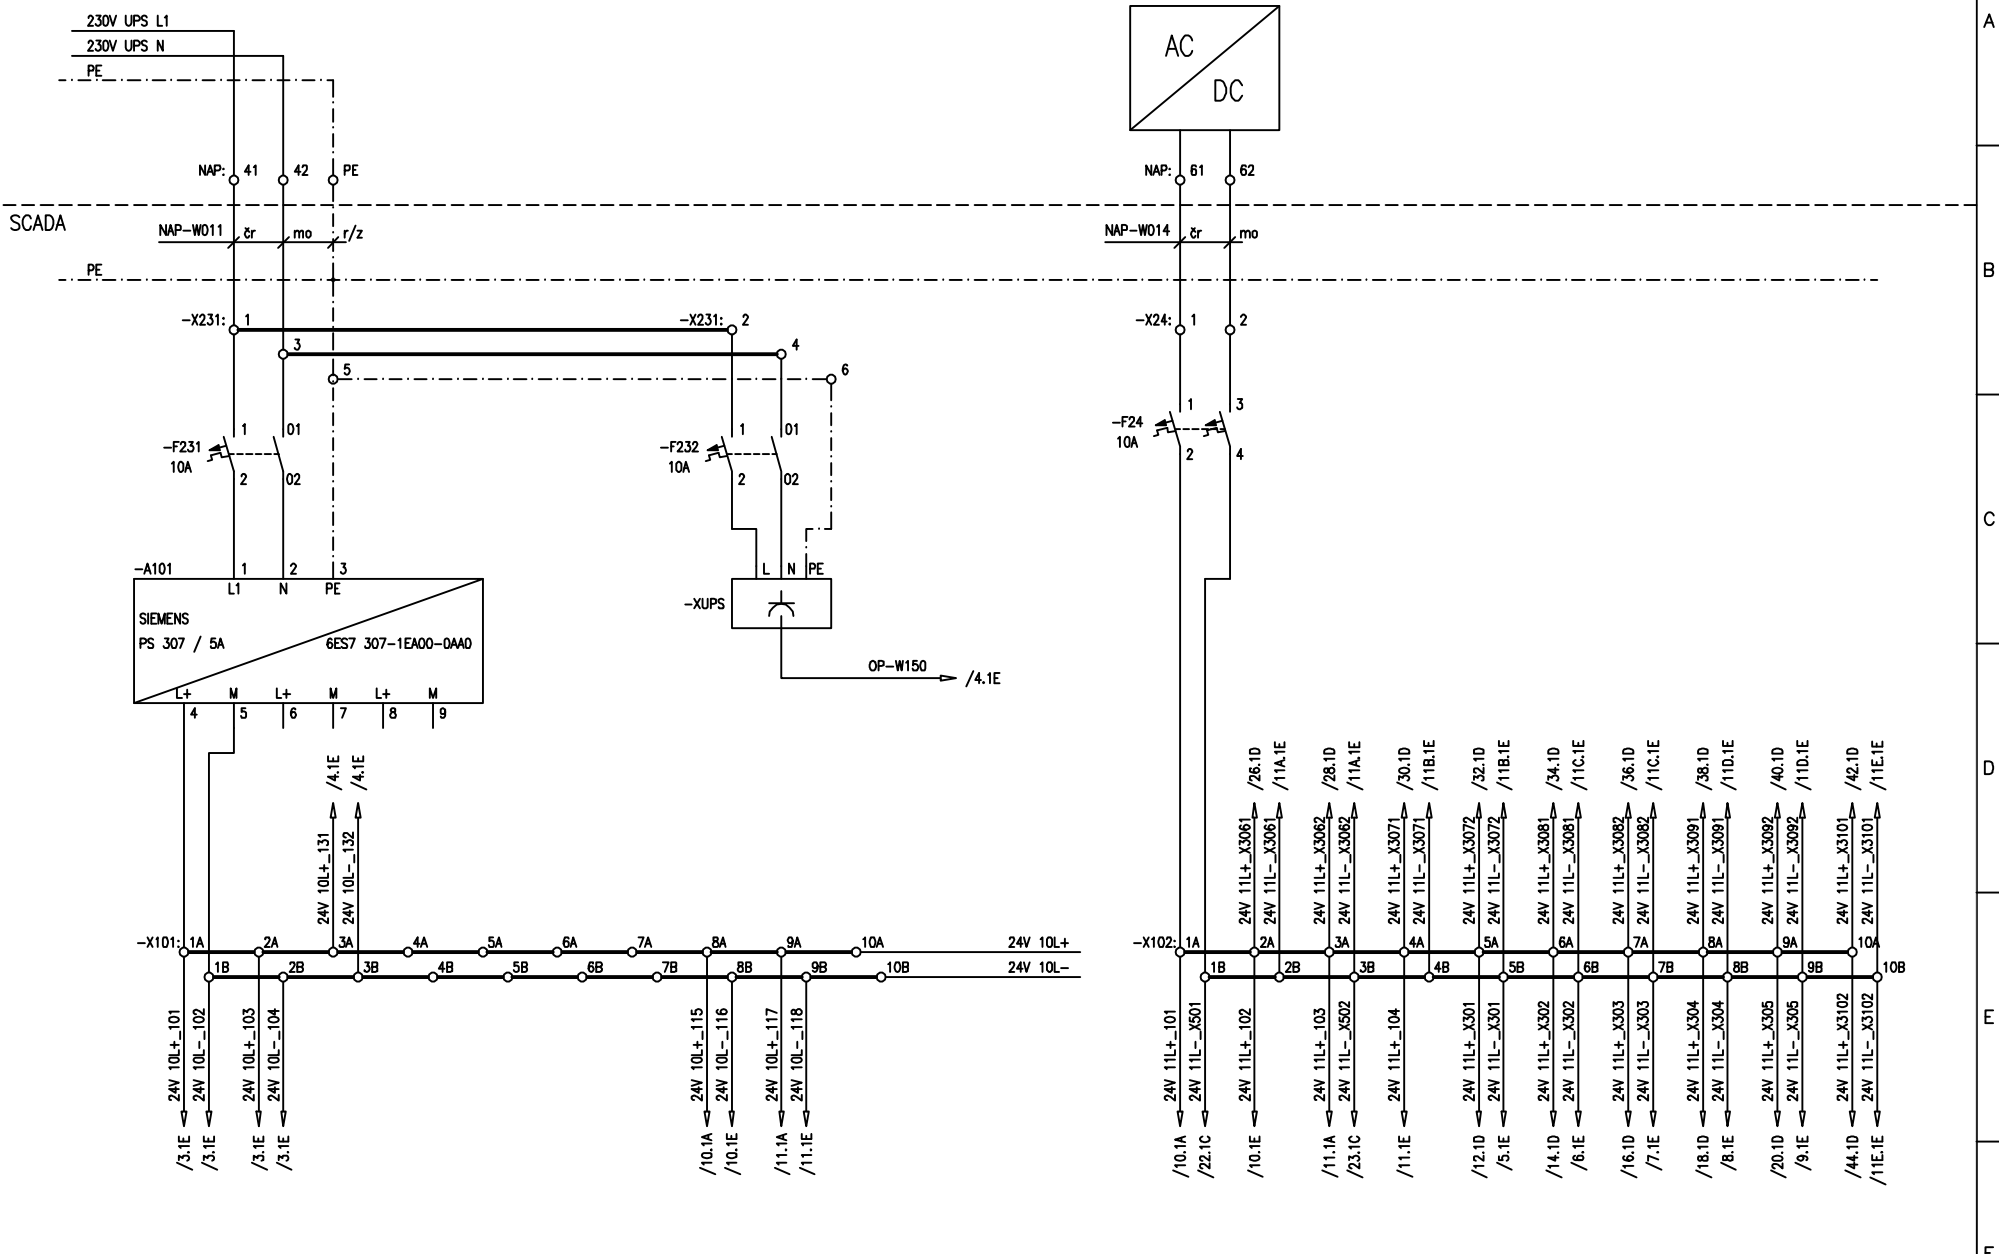 230V UPS L1
230V UPS N
PE
AC
DC
A
NAP: 41 42 PE
NAP: 61 62
SCADA
NAP-W011 čr mo r/z
NAP-W014 čr mo
PE
B
-X231: 1
3
5
-X231: 2
4
6
-X24: 1 2
-F231
10A
1 01
2 02
-F232
10A
1 01
2 02
-F24
10A
1 3
2 4
C
-A101
1 2 3
L1 N PE
SIEMENS
PS 307 / 5A
6ES7 307-1EA00-0AA0
L+ M L+ M L+ M
4 5 6 7 8 9
L N PE
-XUPS
OP-W150
/4.1E
D
/4.1E
/4.1E
24V 10L+_131
24V 10L-_132
-X101: 1A 2A 3A 4A 5A 6A 7A 8A 9A 10A 24V 10L+
1B 2B 3B 4B 5B 6B 7B 8B 9B 10B 24V 10L-
24V 10L+_101
24V 10L-_102
24V 10L+_103
24V 10L-_104
24V 10L+_115
24V 10L-_116
24V 10L+_117
24V 10L-_118
/3.1E
/3.1E
/3.1E
/3.1E
/10.1A
/10.1E
/11.1A
/11.1E
/26.1D
/11A.1E
/28.1D
/11A.1E
/30.1D
/11B.1E
/32.1D
/11B.1E
/34.1D
/11C.1E
/36.1D
/11C.1E
/38.1D
/11D.1E
/40.1D
/11D.1E
/42.1D
/11E.1E
24V 11L+_X3061
24V 11L-_X3061
24V 11L+_X3062
24V 11L-_X3062
24V 11L+_X3071
24V 11L-_X3071
24V 11L+_X3072
24V 11L-_X3072
24V 11L+_X3081
24V 11L-_X3081
24V 11L+_X3082
24V 11L-_X3082
24V 11L+_X3091
24V 11L-_X3091
24V 11L+_X3092
24V 11L-_X3092
24V 11L+_X3101
24V 11L-_X3101
-X102: 1A 2A 3A 4A 5A 6A 7A 8A 9A 10A
1B 2B 3B 4B 5B 6B 7B 8B 9B 10B
E
24V 11L+_101
24V 11L-_X501
24V 11L+_102
24V 11L+_103
24V 11L-_X502
24V 11L+_104
24V 11L+_X301
24V 11L-_X301
24V 11L+_X302
24V 11L-_X302
24V 11L+_X303
24V 11L-_X303
24V 11L+_X304
24V 11L-_X304
24V 11L+_X305
24V 11L-_X305
24V 11L+_X3102
24V 11L-_X3102
/10.1A
/22.1C
/10.1E
/11.1A
/23.1C
/11.1E
/12.1D
/5.1E
/14.1D
/6.1E
/16.1D
/7.1E
/18.1D
/8.1E
/20.1D
/9.1E
/44.1D
/11E.1E